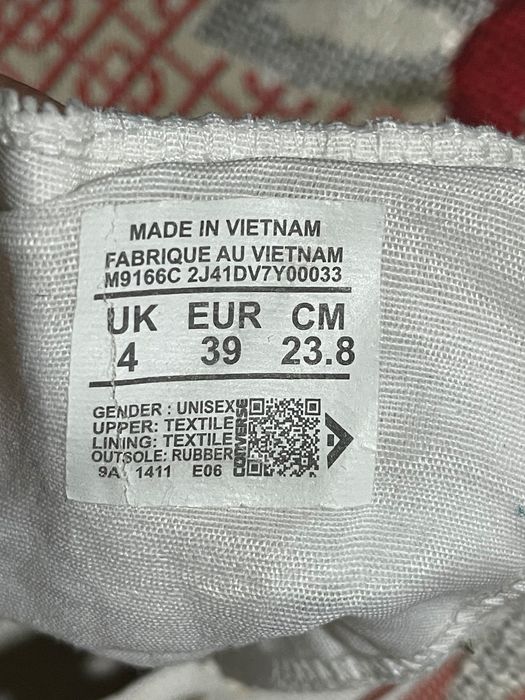 MADE IN VIETNAM
FABRIQUE AU VIETNAM
M9166C 2J41DV7Y00033
UK EUR CM
4 39 23.8
GENDER : UNISEX
UPPER: TEXTILE
LINING: TEXTILE
OUTSOLE: RUBBER
9A 1411 E06
CONVERSE